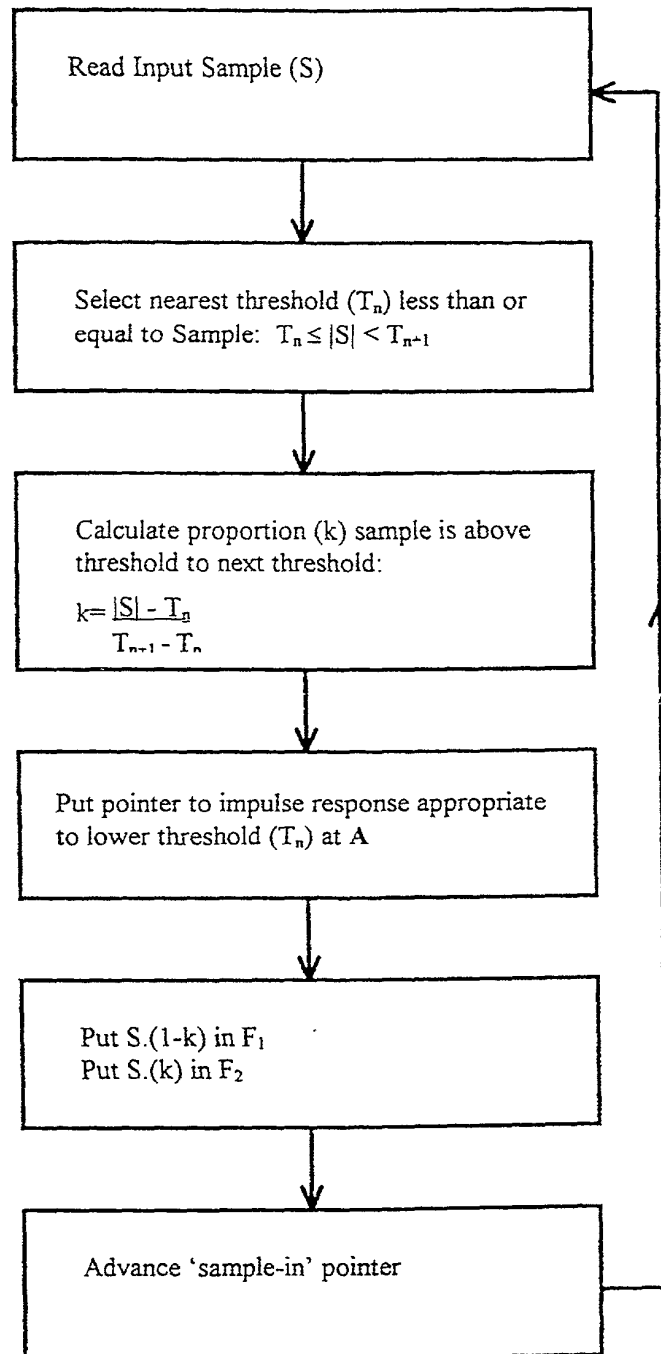 Read Input Sample (S)
Select nearest threshold (Tₙ) less than or
equal to Sample: Tₙ ≤ |S| < Tₙ₊₁
Calculate proportion (k) sample is above
threshold to next threshold:
k= |S| - Tₙ
Tₙ₊₁ - Tₙ
Put pointer to impulse response appropriate
to lower threshold (Tₙ) at A
Put S.(1-k) in F₁
Put S.(k) in F₂
Advance ‘sample-in’ pointer